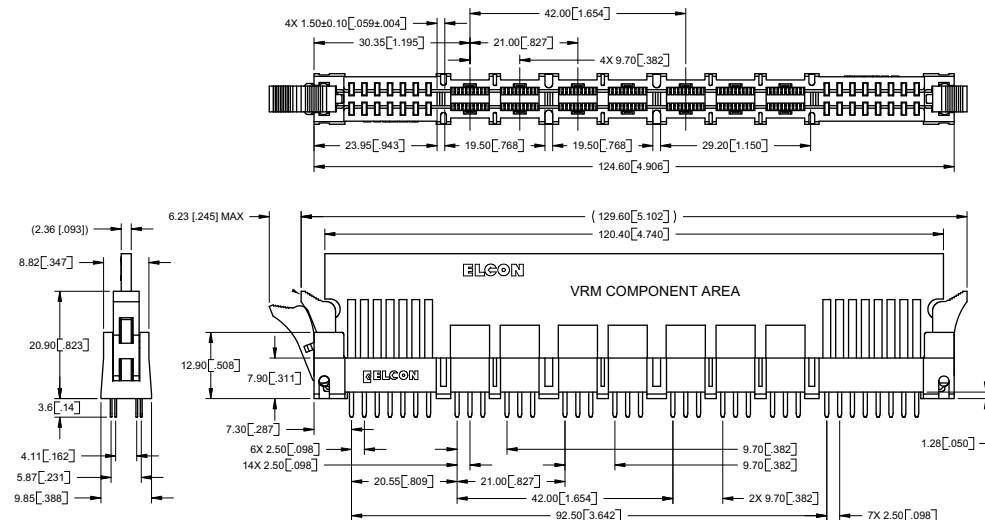 42.00[1.654]
4X 1.50±0.10[.059±.004]
30.35[1.195]
21.00[.827]
4X 9.70[.382]
23.95[.943]
19.50[.768]
19.50[.768]
29.20[1.150]
124.60[4.906]
6.23 [.245] MAX
(129.60[5.102])
(2.36 [.093])
120.40[4.740]
8.82[.347]
ELCON
VRM COMPONENT AREA
20.90[.823]
12.90[.508]
7.90[.311]
ELCON
3.6[.14]
7.30[.287]
1.28[.050]
4.11[.162]
6X 2.50[.098]
9.70[.382]
14X 2.50[.098]
9.70[.382]
5.87[.231]
20.55[.809]
21.00[.827]
9.85[.388]
42.00[1.654]
2X 9.70[.382]
92.50[3.642]
7X 2.50[.098]